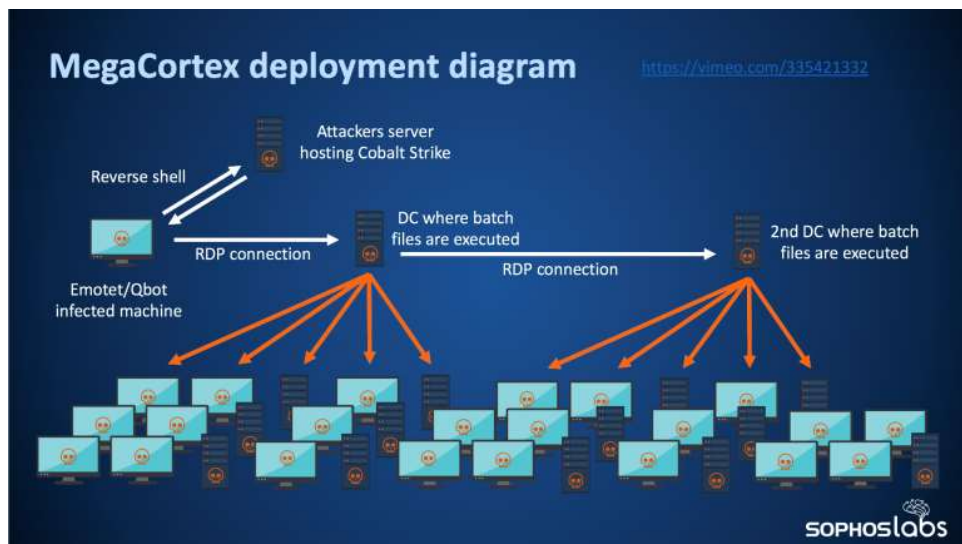 MegaCortex deployment diagram
https://vimeo.com/335421332
Attackers server
hosting Cobalt Strike
Reverse shell
DC where batch
files are executed
2nd DC where batch
files are executed
RDP connection
RDP connection
Emotet/Qbot
infected machine
SOPHOSLabs